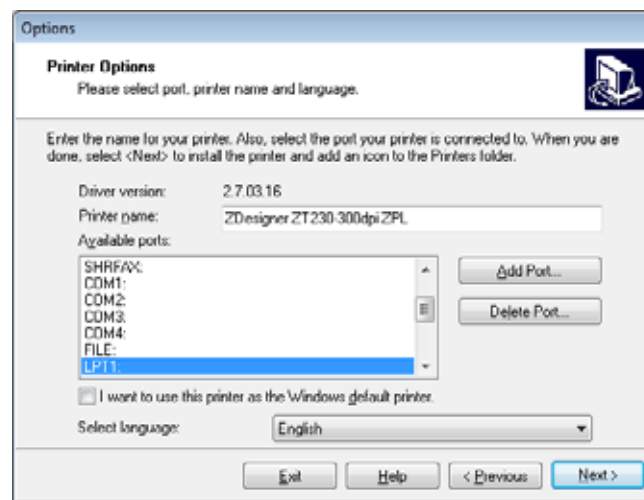 Options
Printer Options
Please select port, printer name and language.
Enter the name for your printer. Also, select the port your printer is connected to. When you are
done, select <Next> to install the printer and add an icon to the Printers folder.
Driver version: 2.7.03.16
Printer name: ZDesigner ZT230-300dpi ZPL
Available ports:
SHRFAX:
COM1:
COM2:
COM3:
COM4:
FILE:
LPT1:
Add Port...
Delete Port...
I want to use this printer as the Windows default printer.
Select language: English
Exit Help < Previous Next >